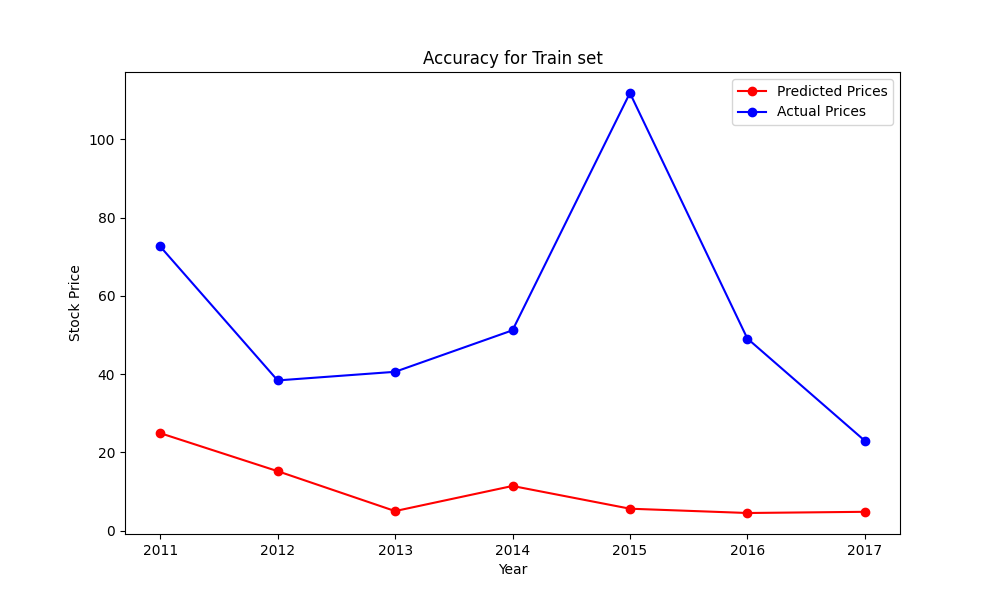 Accuracy for Train set
Predicted Prices
Actual Prices
Stock Price
100
80
60
40
20
0
2011 2012 2013 2014 2015 2016 2017
Year